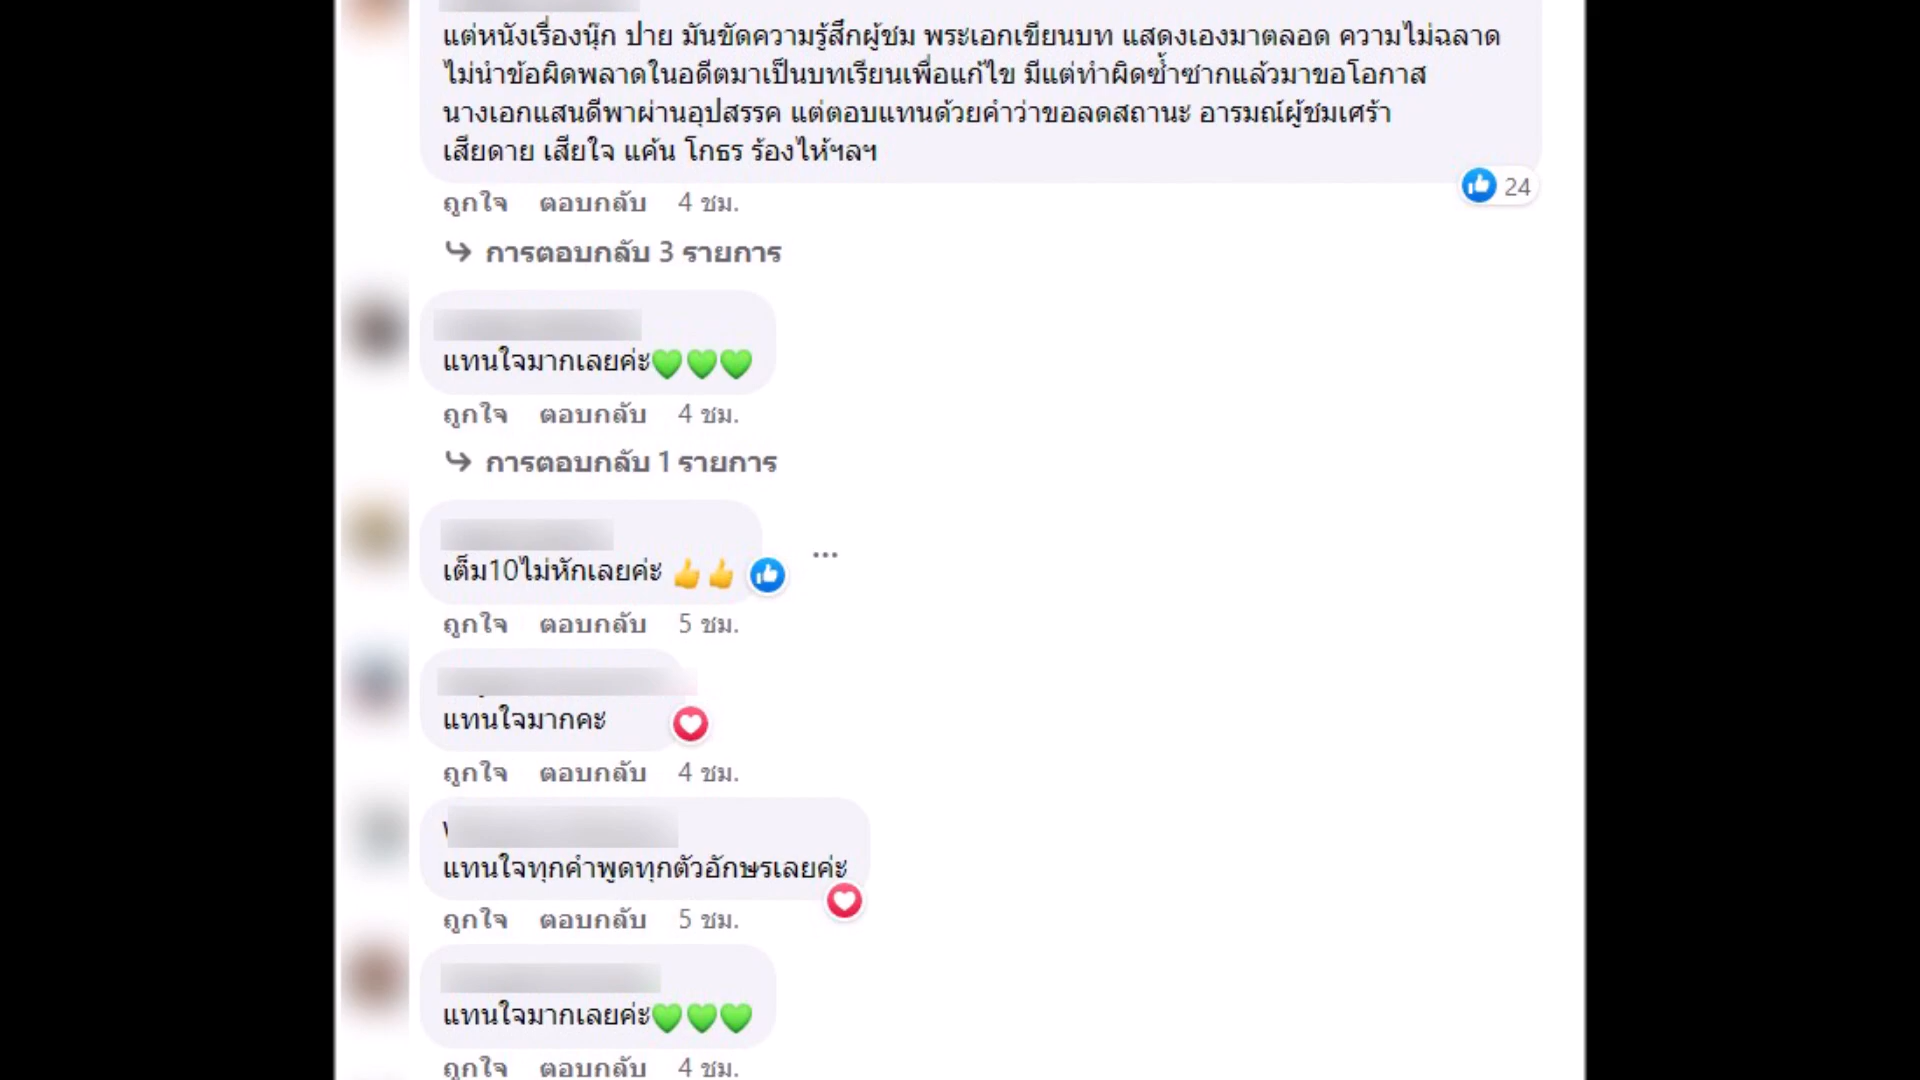 แต่หนังเรื่องนุ๊ก ปาย มันขัดความรู้สึกผู้ชม พระเอกเขียนบท แสดงเองมาตลอด ความไม่ฉลาด
ไม่นำข้อผิดพลาดในอดีตมาเป็นบทเรียนเพื่อแก้ไข มีแต่ทำผิดซ้ำซากแล้วมาขอโอกาส
นางเอกแสนดีพาผ่านอุปสรรค แต่ตอบแทนด้วยคำว่าขอลดสถานะ อารมณ์ผู้ชมเศร้า
เสียดาย เสียใจ แค้น โกธร ร้องไห้ฯลฯ
24
ถูกใจ ตอบกลับ 4 ชม.
การตอบกลับ 3 รายการ
แทนใจมากเลยค่ะ💚💚💚
ถูกใจ ตอบกลับ 4 ชม.
การตอบกลับ 1 รายการ
เต็ม10ไม่หักเลยค่ะ 👍👍
ถูกใจ ตอบกลับ 5 ชม.
แทนใจมากคะ
ถูกใจ ตอบกลับ 4 ชม.
แทนใจทุกคำพูดทุกตัวอักษรเลยค่ะ
ถูกใจ ตอบกลับ 5 ชม.
แทนใจมากเลยค่ะ💚💚💚
ถูกใจ ตอบกลับ 4 ชม.